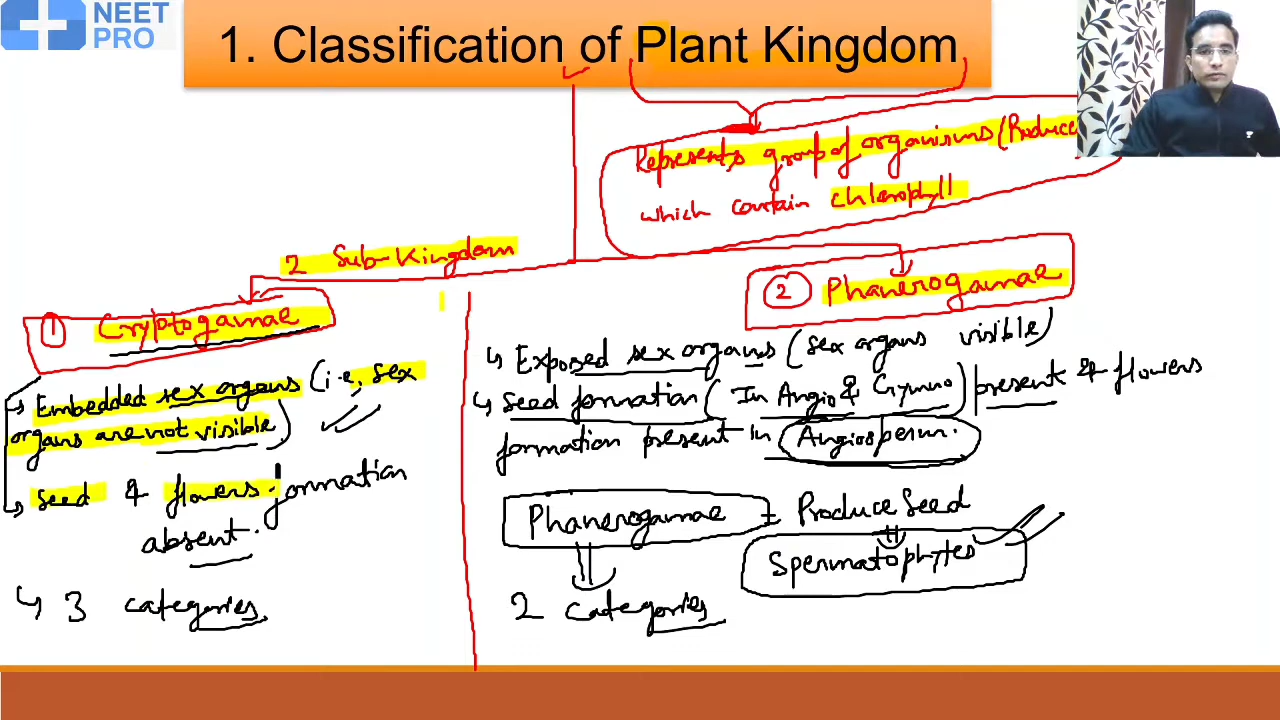 NEET
PRO
1. Classification of Plant Kingdom
Represents group of organisms (Produce
which contain chlorophyll
2 Sub-Kingdom
1 Cryptogamae
↳ Embedded sex organs (i.e, sex
organs are not visible)
↳ Seed & flowers formation
absent.
↳ 3 categories
2 Phanerogamae
↳ Exposed sex organs (sex organs visible)
↳ Seed formation (In Angio & Gymno) present & flowers
formation present in Angiosperm.
Phanerogamae - Produce Seed
Spermatophytes
2 categories